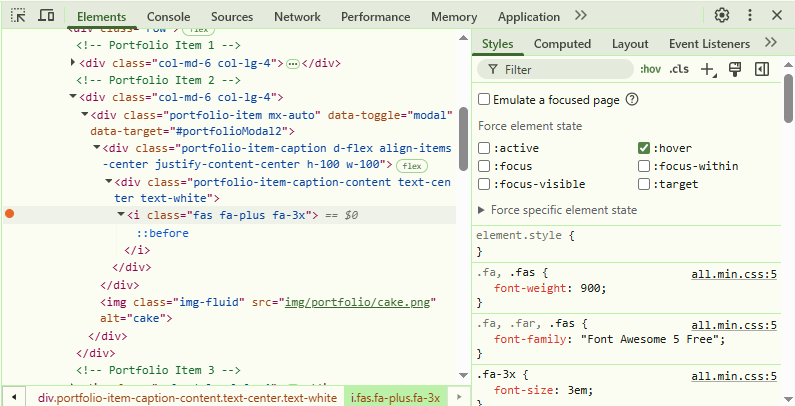 Elements Console Sources Network Performance Memory Application
<div class="row"> flex
<!-- Portfolio Item 1 -->
<div class="col-md-6 col-lg-4"> … </div>
<!-- Portfolio Item 2 -->
<div class="col-md-6 col-lg-4">
<div class="portfolio-item mx-auto" data-toggle="modal"
data-target="#portfolioModal2">
<div class="portfolio-item-caption d-flex align-items
-center justify-content-center h-100 w-100"> flex
<div class="portfolio-item-caption-content text-cen
ter text-white">
<i class="fas fa-plus fa-3x"> == $0
::before
</i>
</div>
</div>
<img class="img-fluid" src="img/portfolio/cake.png"
alt="cake">
</div>
</div>
<!-- Portfolio Item 3 -->
div.portfolio-item-caption-content.text-center.text-white i.fas.fa-plus.fa-3x
Styles Computed Layout Event Listeners
Filter :hov .cls
Emulate a focused page
Force element state
:active :hover
:focus :focus-within
:focus-visible :target
Force specific element state
element.style {
}
.fa, .fas { all.min.css:5
font-weight: 900;
}
.fa, .far, .fas { all.min.css:5
font-family: "Font Awesome 5 Free";
}
.fa-3x { all.min.css:5
font-size: 3em;